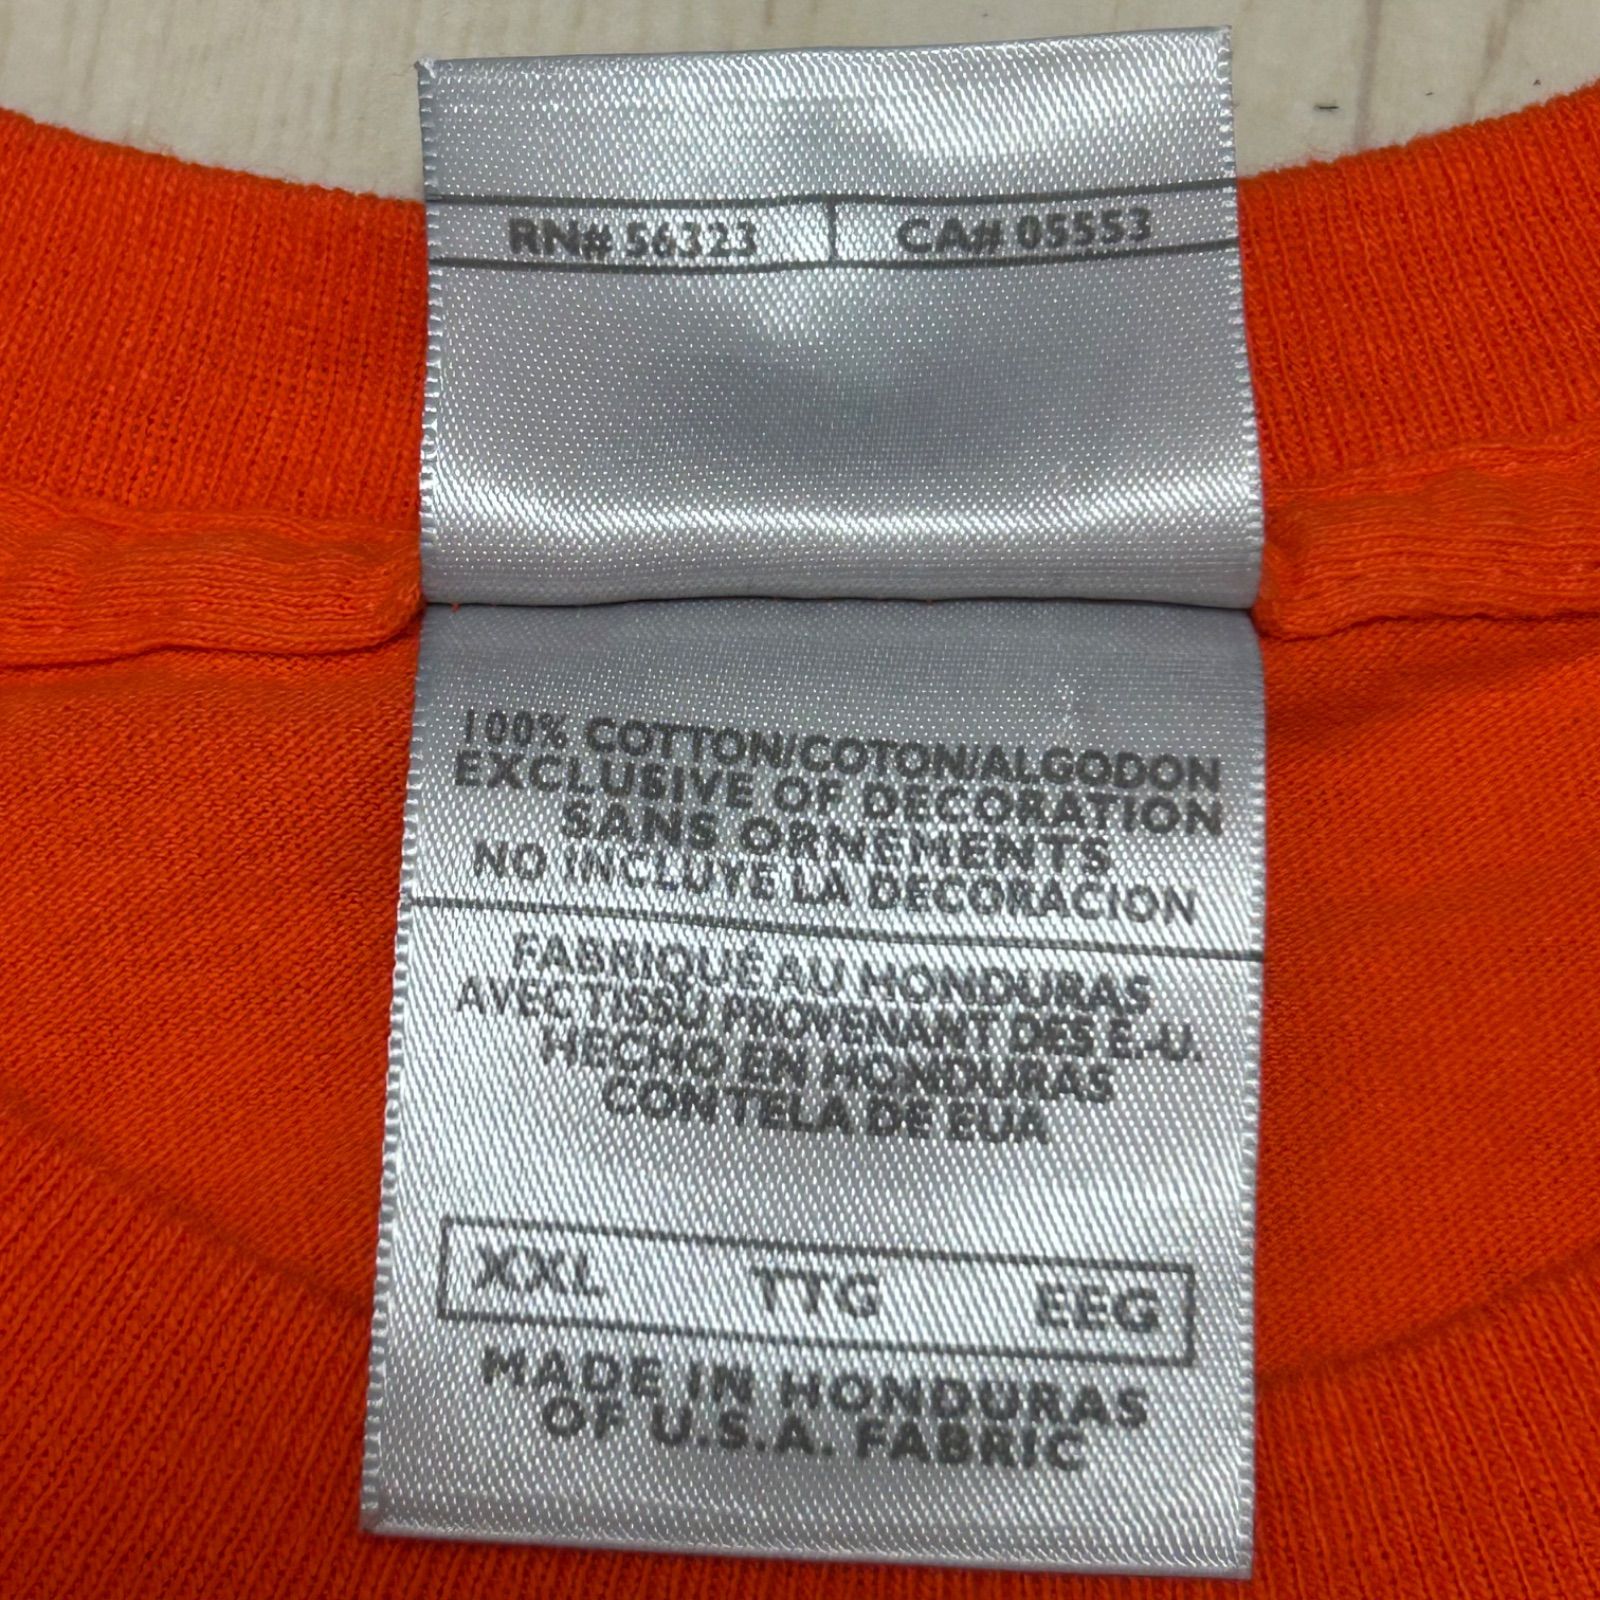 RN# 56323 CA# 05553
100% COTTON/COTON/ALGODON
EXCLUSIVE OF DECORATION
SANS ORNEMENTS
NO INCLUYE LA DECORACION
FABRIQUÉ AU HONDURAS
AVEC TISSU PROVENANT DES É.-U.
HECHO EN HONDURAS
CON TELA DE EUA
XXL TTG EEG
MADE IN HONDURAS
OF U.S.A. FABRIC